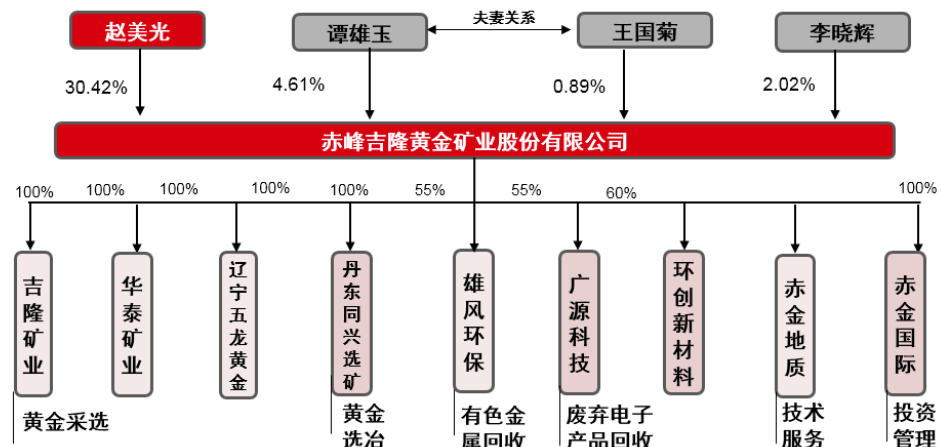 夫妻关系
赵美光
谭雄玉
王国菊
李晓辉
30.42%
4.61%
0.89%
2.02%
赤峰吉隆黄金矿业股份有限公司
100%
100%
100%
100%
100%
55%
55%
60%
100%
吉隆矿业
华泰矿业
辽宁五龙黄金
丹东同兴选矿
雄风环保
广源科技
环创新材料
赤金地质
赤金国际
黄金采选
黄金
选冶
有色金
属回收
废弃电子
产品回收
技术
服务
投资
管理